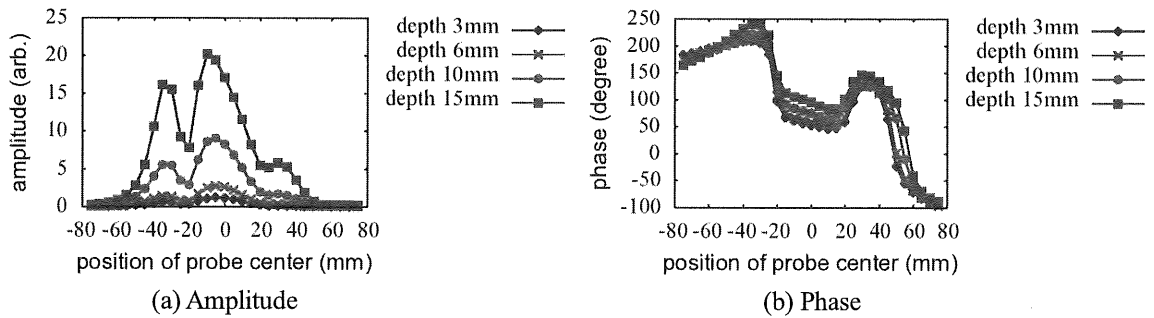 amplitude (arb.)
25
20
15
10
5
0
-80 -60 -40 -20 0 20 40 60 80
position of probe center (mm)
depth 3mm
depth 6mm
depth 10mm
depth 15mm
(a) Amplitude
phase (degree)
250
200
150
100
50
0
-50
-100
-80 -60 -40 -20 0 20 40 60 80
position of probe center (mm)
depth 3mm
depth 6mm
depth 10mm
depth 15mm
(b) Phase